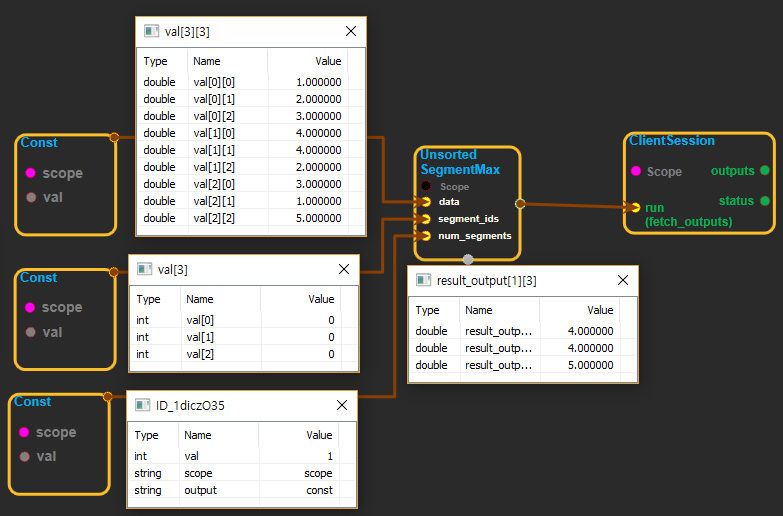 val[3][3]
Type Name Value
double val[0][0] 1.000000
double val[0][1] 2.000000
double val[0][2] 3.000000
double val[1][0] 4.000000
double val[1][1] 4.000000
double val[1][2] 2.000000
double val[2][0] 3.000000
double val[2][1] 1.000000
double val[2][2] 5.000000
Const
scope
val
val[3]
Type Name Value
int val[0] 0
int val[1] 0
int val[2] 0
Const
scope
val
ID_1diczO35
Type Name Value
int val 1
string scope scope
string output const
Const
scope
val
Unsorted
SegmentMax
Scope
data
segment_ids
num_segments
result_output[1][3]
Type Name Value
double result_outp... 4.000000
double result_outp... 4.000000
double result_outp... 5.000000
ClientSession
Scope outputs
status
run
(fetch_outputs)